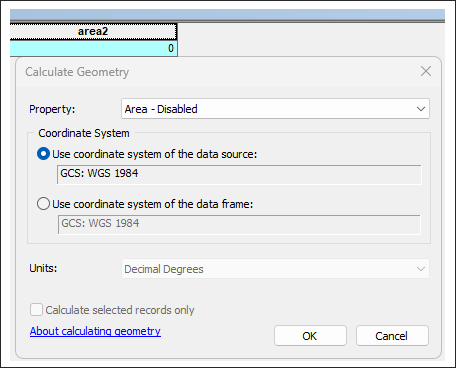 area2
0
Calculate Geometry
Property: Area - Disabled
Coordinate System
Use coordinate system of the data source:
GCS: WGS 1984
Use coordinate system of the data frame:
GCS: WGS 1984
Units: Decimal Degrees
Calculate selected records only
About calculating geometry
OK Cancel